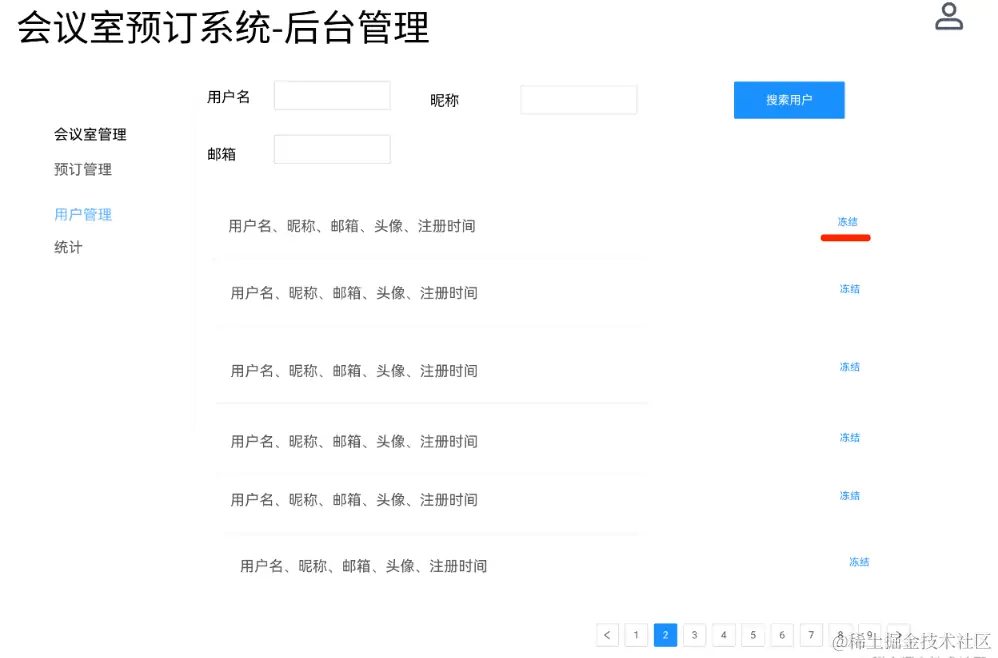 会议室预订系统-后台管理
用户名
昵称
搜索用户
会议室管理
邮箱
预订管理
用户管理
统计
用户名、昵称、邮箱、头像、注册时间 冻结
用户名、昵称、邮箱、头像、注册时间 冻结
用户名、昵称、邮箱、头像、注册时间 冻结
用户名、昵称、邮箱、头像、注册时间 冻结
用户名、昵称、邮箱、头像、注册时间 冻结
用户名、昵称、邮箱、头像、注册时间 冻结
< 1 2 3 4 5 6 7 8 9 >
@稀土掘金技术社区